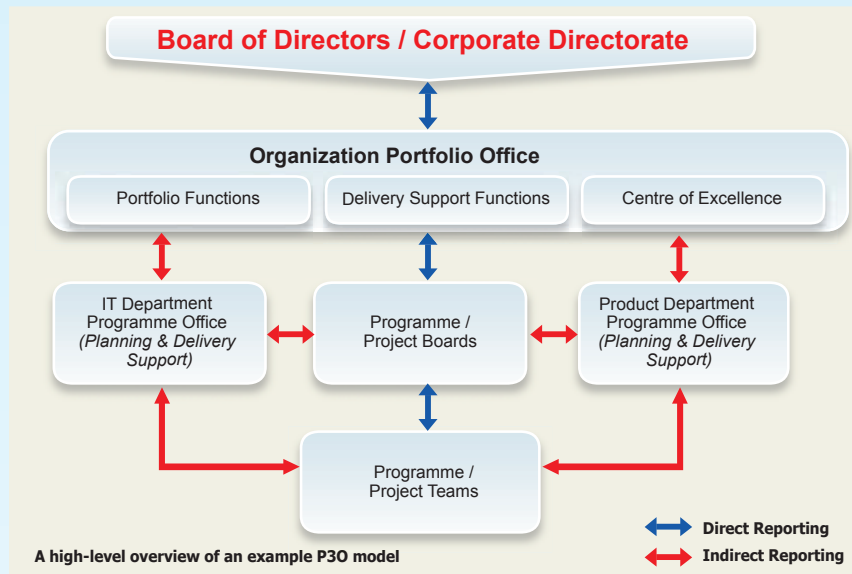 Board of Directors / Corporate Directorate
Organization Portfolio Office
Portfolio Functions
Delivery Support Functions
Centre of Excellence
IT Department
Programme Office
(Planning & Delivery
Support)
Programme /
Project Boards
Product Department
Programme Office
(Planning & Delivery
Support)
Programme /
Project Teams
Direct Reporting
Indirect Reporting
A high-level overview of an example P3O model